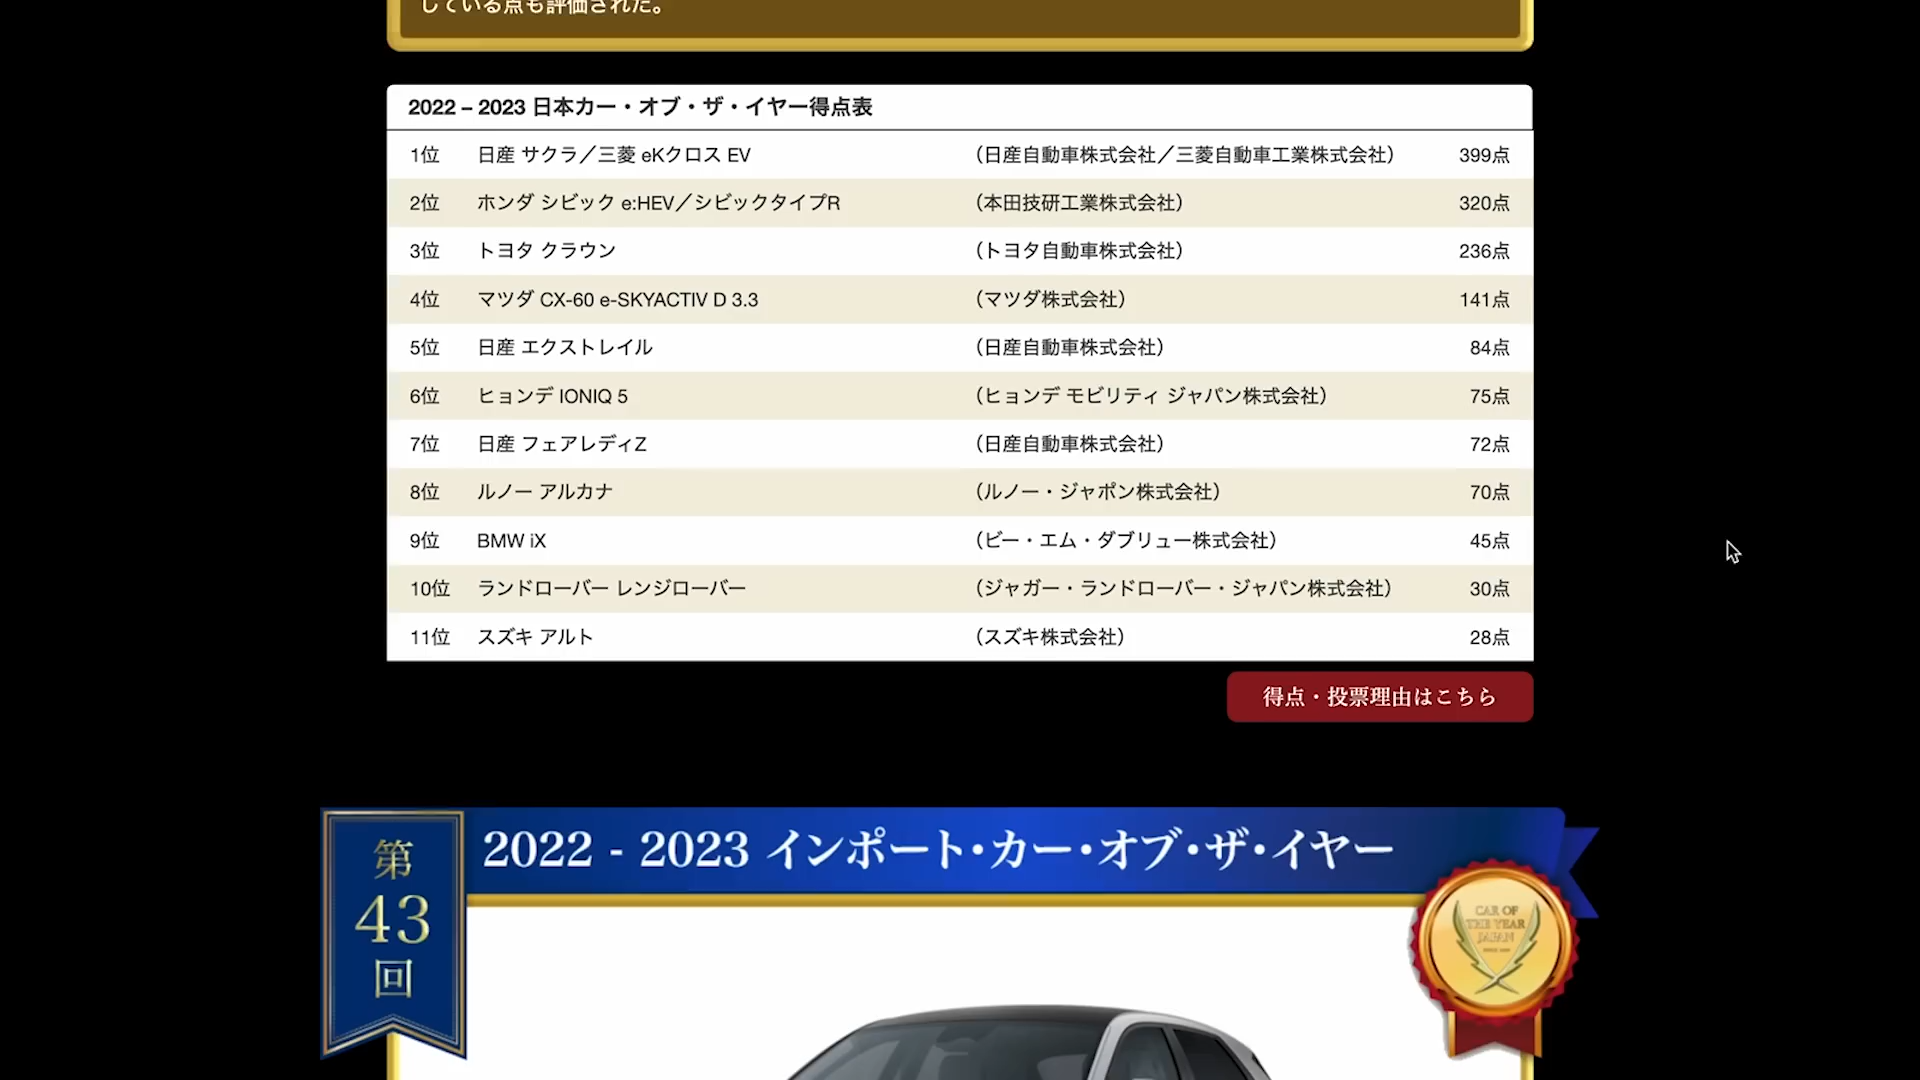 している点も評価された。
2022 – 2023 日本カー・オブ・ザ・イヤー得点表
1位 日産 サクラ／三菱 eKクロス EV （日産自動車株式会社／三菱自動車工業株式会社） 399点
2位 ホンダ シビック e:HEV／シビックタイプR （本田技研工業株式会社） 320点
3位 トヨタ クラウン （トヨタ自動車株式会社） 236点
4位 マツダ CX-60 e-SKYACTIV D 3.3 （マツダ株式会社） 141点
5位 日産 エクストレイル （日産自動車株式会社） 84点
6位 ヒョンデ IONIQ 5 （ヒョンデ モビリティ ジャパン株式会社） 75点
7位 日産 フェアレディZ （日産自動車株式会社） 72点
8位 ルノー アルカナ （ルノー・ジャポン株式会社） 70点
9位 BMW iX （ビー・エム・ダブリュー株式会社） 45点
10位 ランドローバー レンジローバー （ジャガー・ランドローバー・ジャパン株式会社） 30点
11位 スズキ アルト （スズキ株式会社） 28点
得点・投票理由はこちら
第
43
回
2022 - 2023 インポート・カー・オブ・ザ・イヤー
CAR OF
THE YEAR
JAPAN